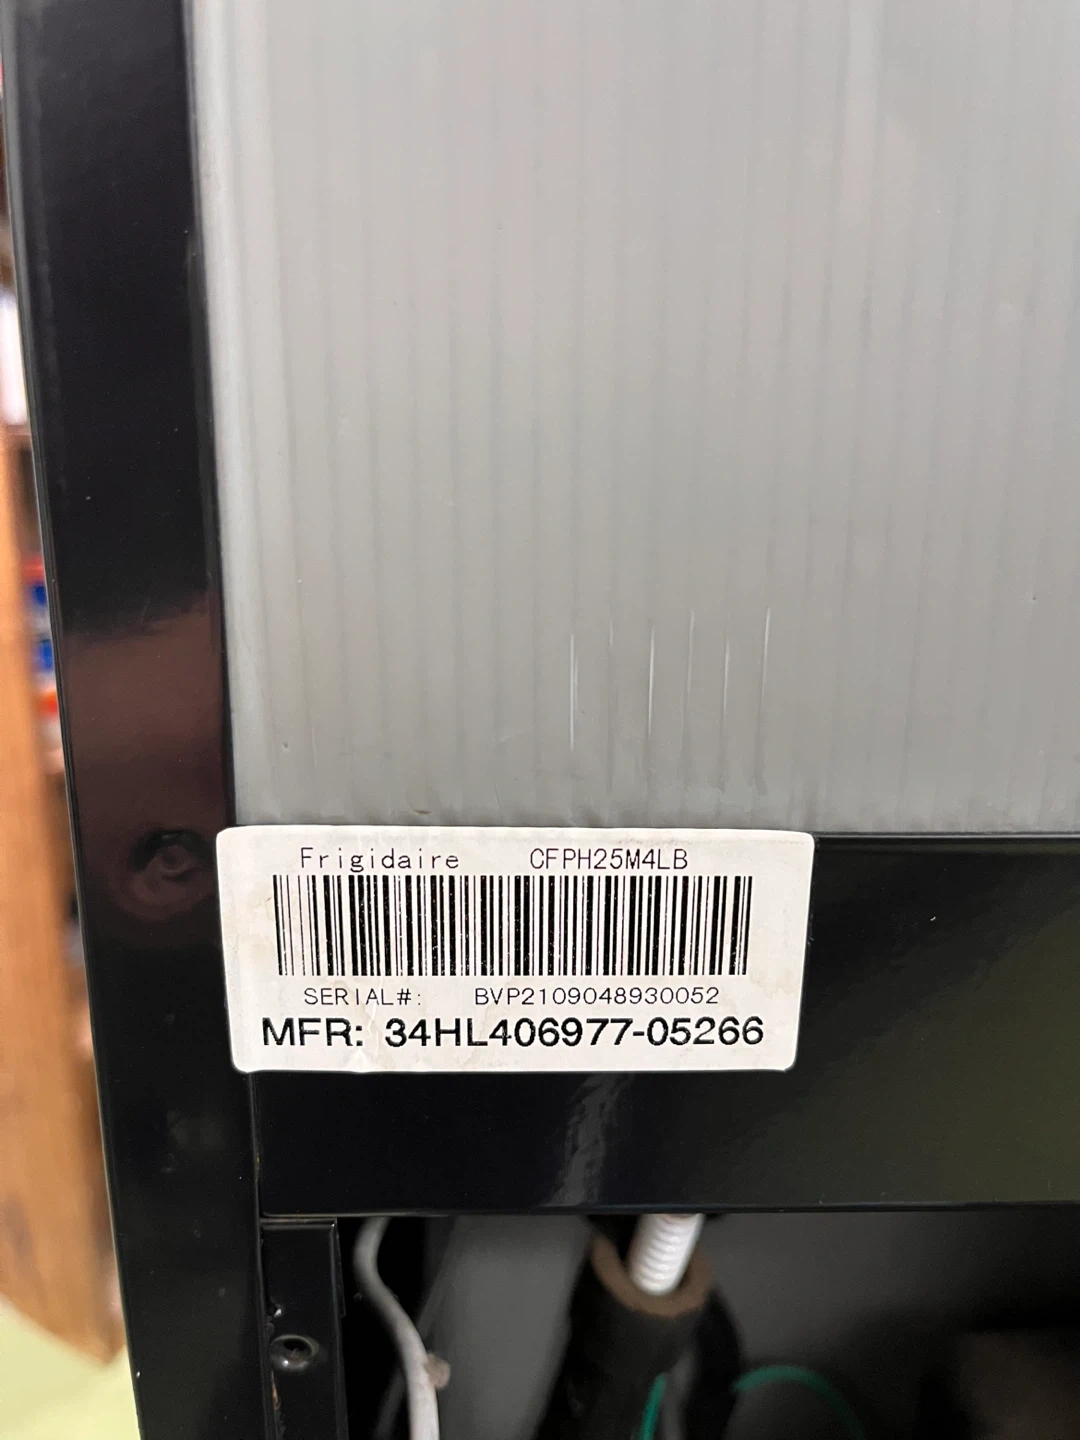 Frigidaire CFPH25M4LB
SERIAL#: BVP2109048930052
MFR: 34HL406977-05266